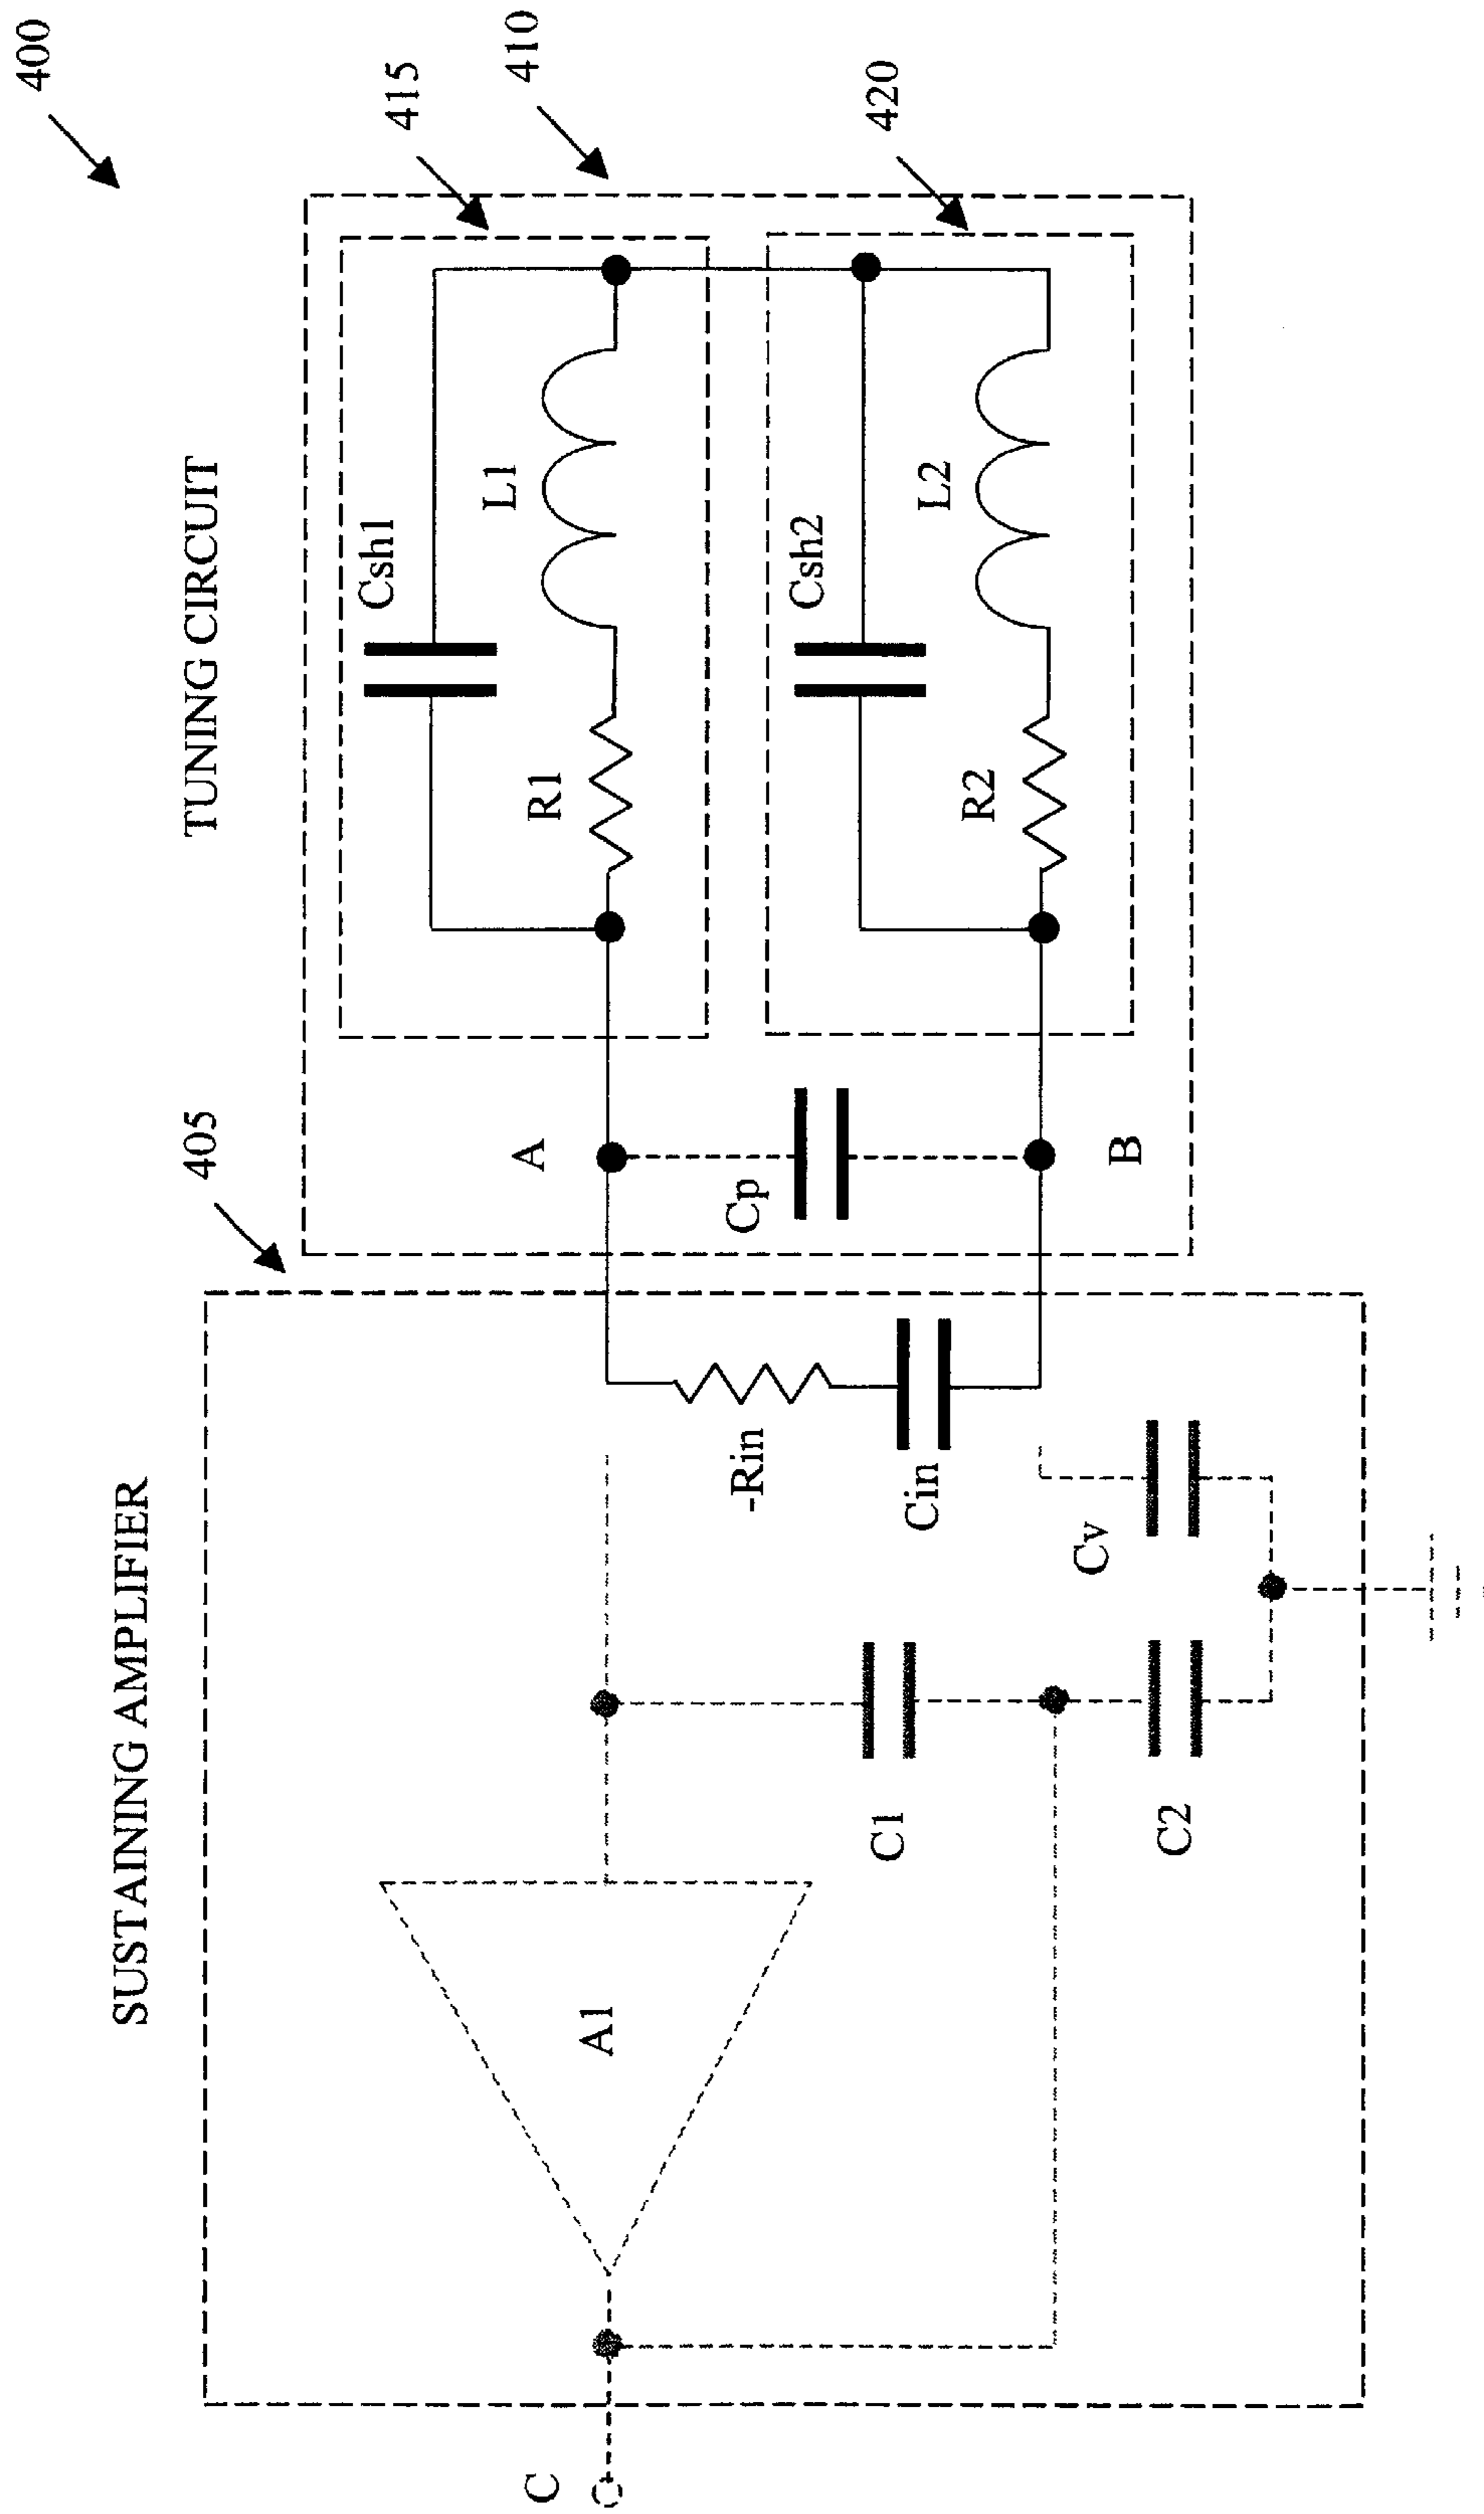 400
SUSTAINING AMPLIFIER
TUNING CIRCUIT
405
415
410
420
Csh1
L1
R1
Csh2
L2
R2
A
Cp
B
-Rin
Cin
Cv
C1
C2
A1
C